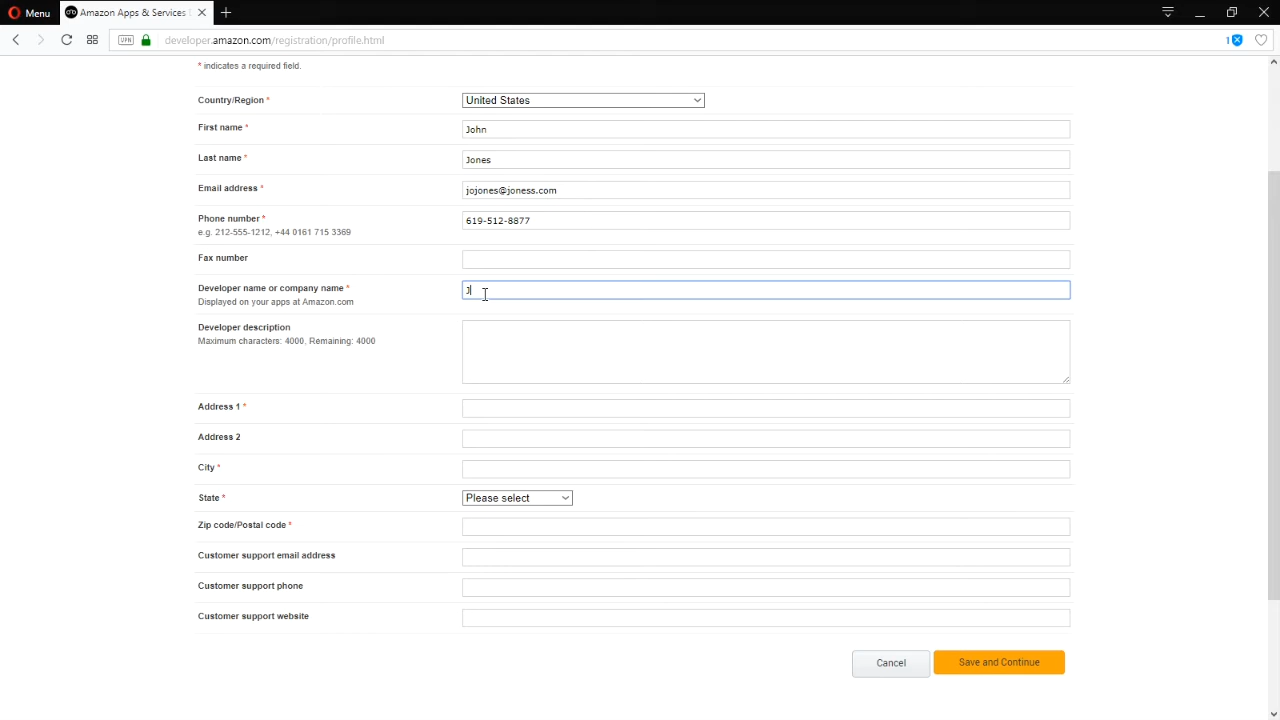 Menu
Amazon Apps & Services
VPN
developer.amazon.com/registration/profile.html
1
* indicates a required field.
Country/Region *
United States
First name *
John
Last name *
Jones
Email address *
jojones@joness.com
Phone number *
619-512-8877
e.g. 212-555-1212, +44 0161 715 3369
Fax number
Developer name or company name *
J
Displayed on your apps at Amazon.com
Developer description
Maximum characters: 4000, Remaining: 4000
Address 1 *
Address 2
City *
State *
Please select
Zip code/Postal code *
Customer support email address
Customer support phone
Customer support website
Cancel
Save and Continue